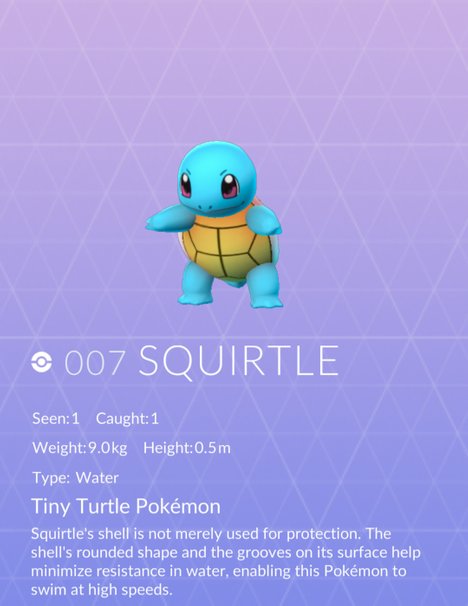 007 SQUIRTLE
Seen:1 Caught:1
Weight:9.0kg Height:0.5m
Type: Water
Tiny Turtle Pokémon
Squirtle's shell is not merely used for protection. The
shell's rounded shape and the grooves on its surface help
minimize resistance in water, enabling this Pokémon to
swim at high speeds.